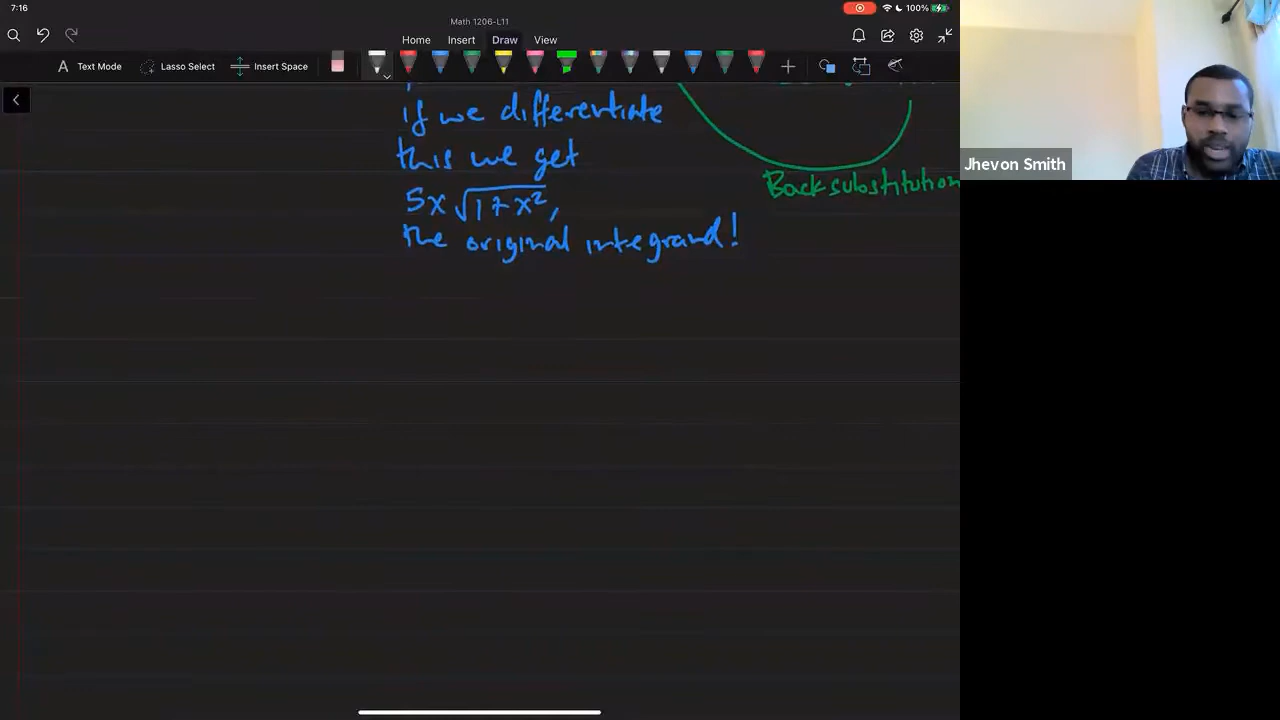 7:16
100%
Math 1206-L11
Home Insert Draw View
Text Mode Lasso Select Insert Space
if we differentiate
this we get
5x √1+x²,
the original integrand!
Back substitution
Jhevon Smith